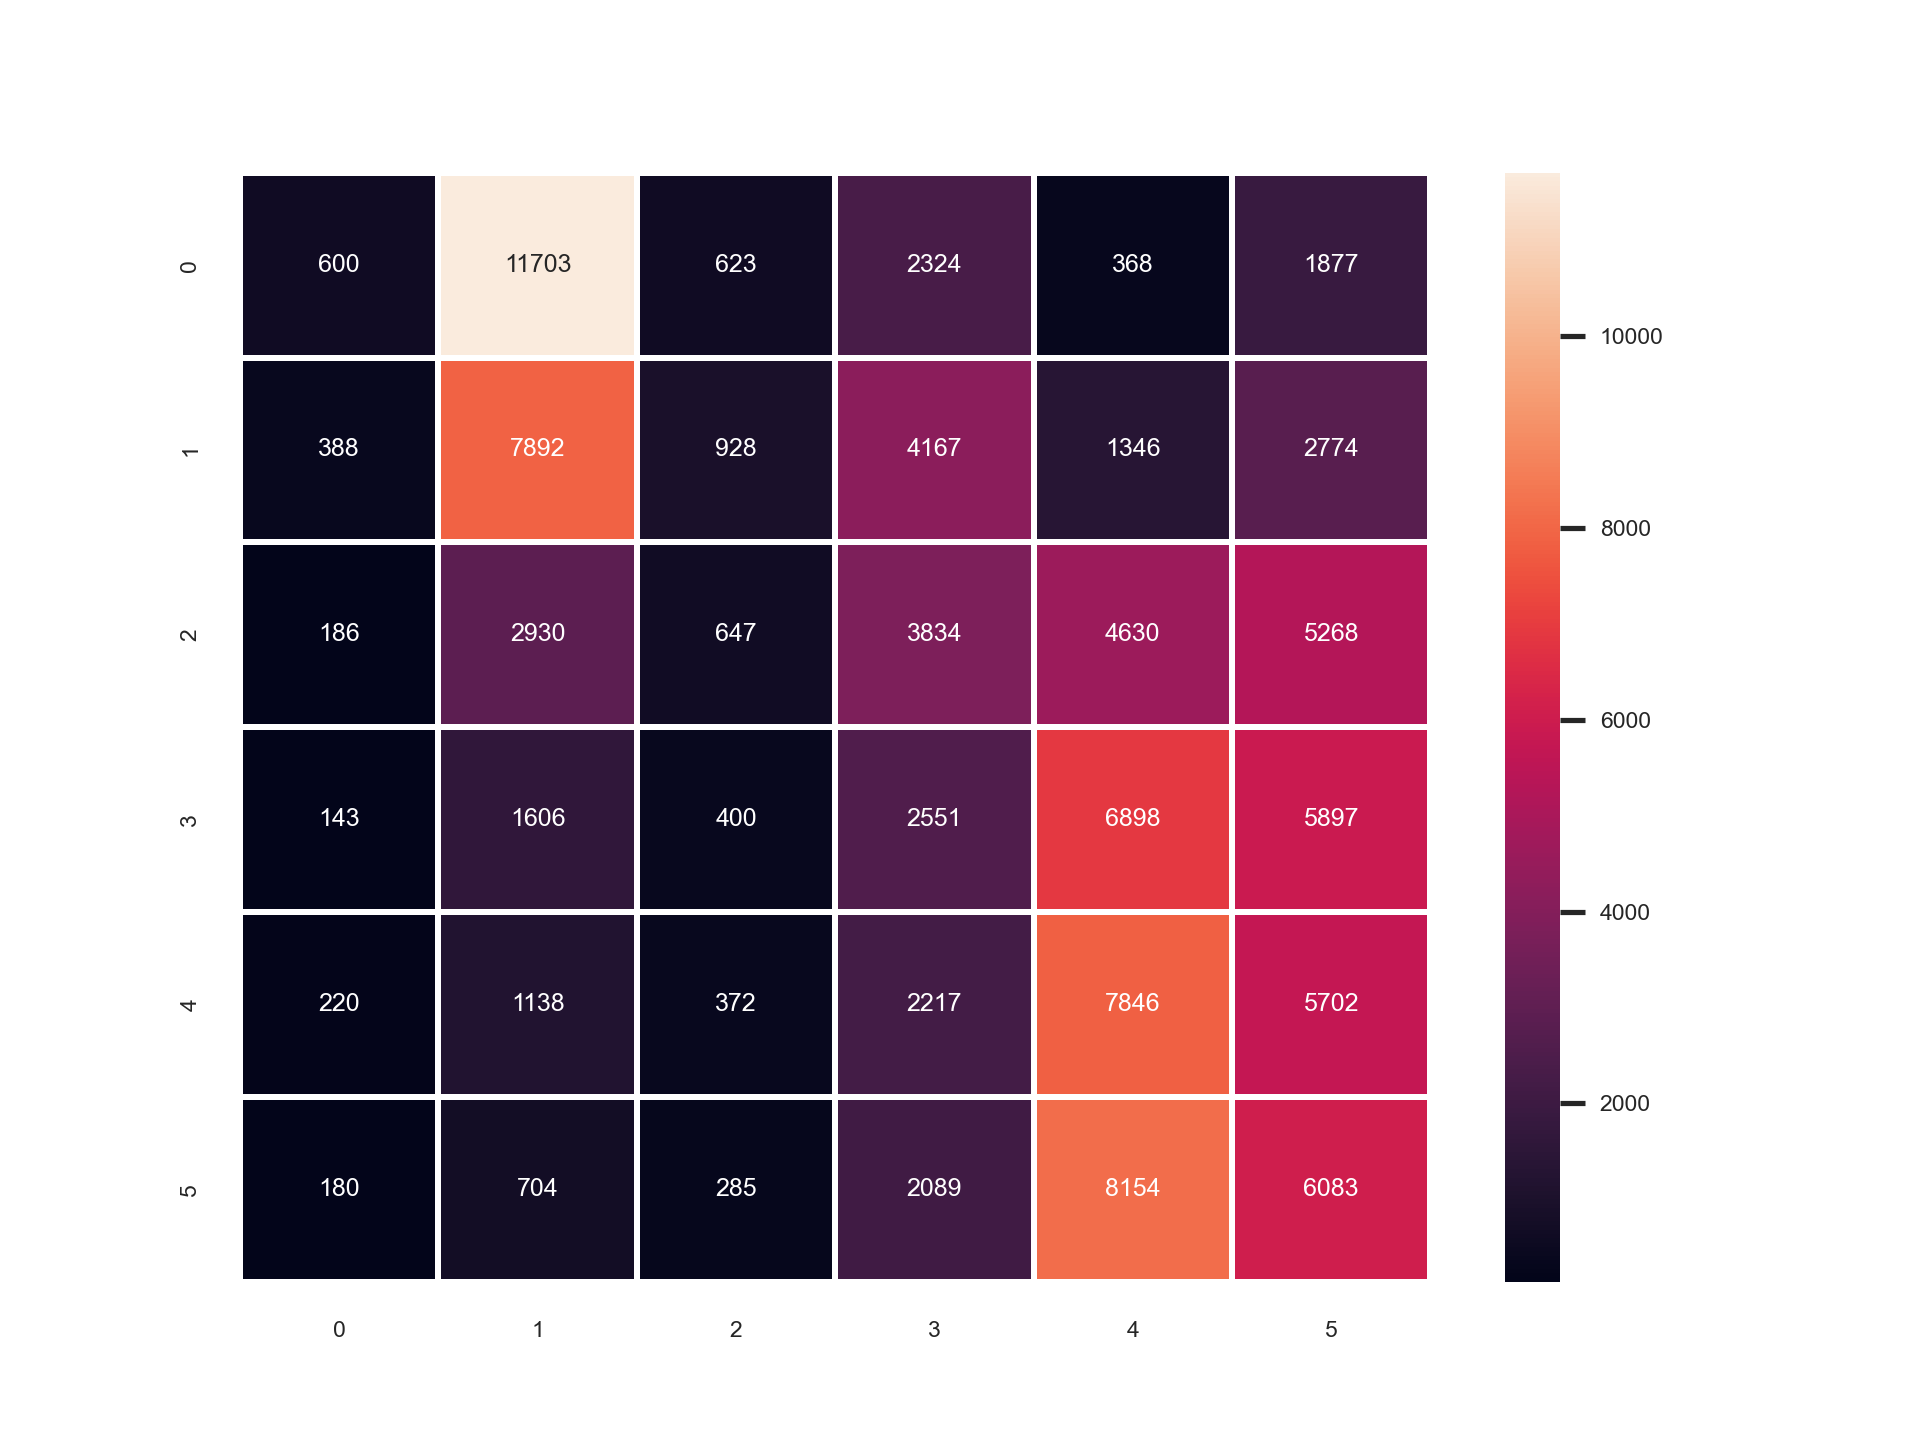 0 600 11703 623 2324 368 1877
10000
1 388 7892 928 4167 1346 2774
8000
2 186 2930 647 3834 4630 5268
6000
3 143 1606 400 2551 6898 5897
4000
4 220 1138 372 2217 7846 5702
2000
5 180 704 285 2089 8154 6083
0 1 2 3 4 5